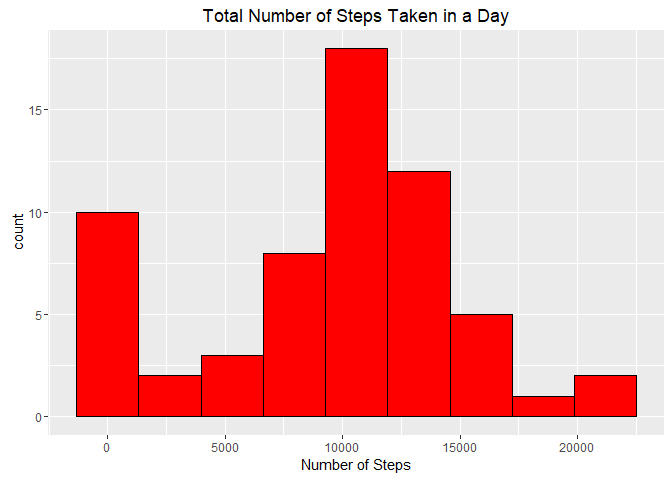 Total Number of Steps Taken in a Day
count
15
10
5
0
0 5000 10000 15000 20000
Number of Steps